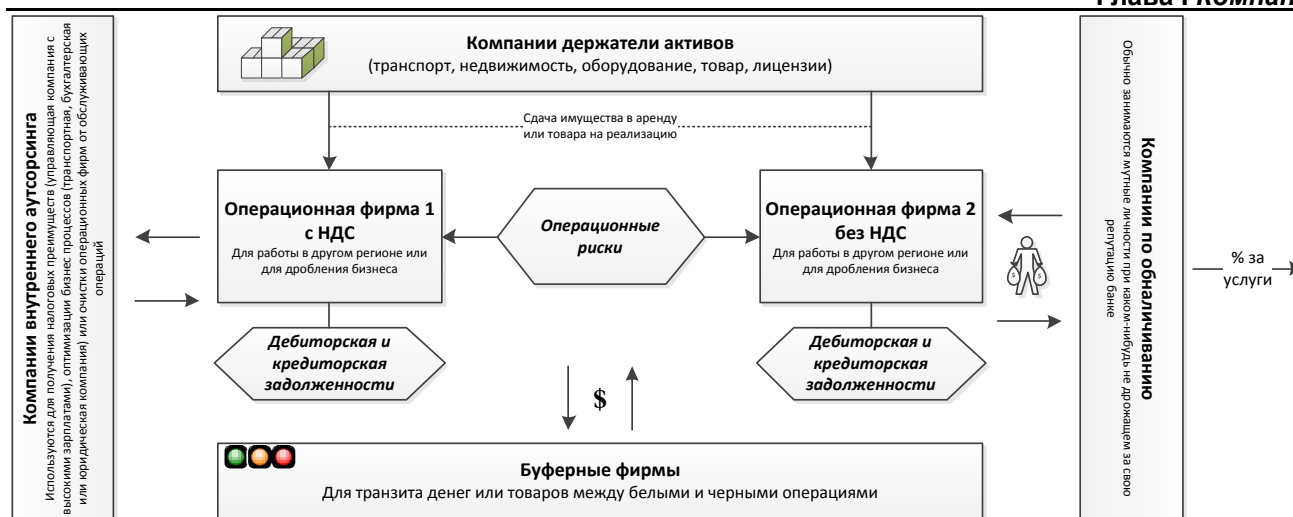 Глава I Компан
Компании внутреннего аутсорсинга
Используются для получения налоговых преимуществ (управляющая компания с
высокими зарплатами), оптимизации бизнес процессов (транспортная, бухгалтерская
или юридическая компания) или очистки операционных фирм от обслуживающих
операций
Компании держатели активов
(транспорт, недвижимость, оборудование, товар, лицензии)
Сдача имущества в аренду
или товара на реализацию
Операционная фирма 1
с НДС
Для работы в другом регионе или
для дробления бизнеса
Операционные
риски
Операционная фирма 2
без НДС
Для работы в другом регионе или
для дробления бизнеса
Дебиторская и
кредиторская
задолженности
$
Дебиторская и
кредиторская
задолженности
Буферные фирмы
Для транзита денег или товаров между белыми и черными операциями
$ $
Компании по обналичиванию
Обычно занимаются мутные личности при каком-нибудь не дрожащем за свою
репутацию банке
% за
услуги